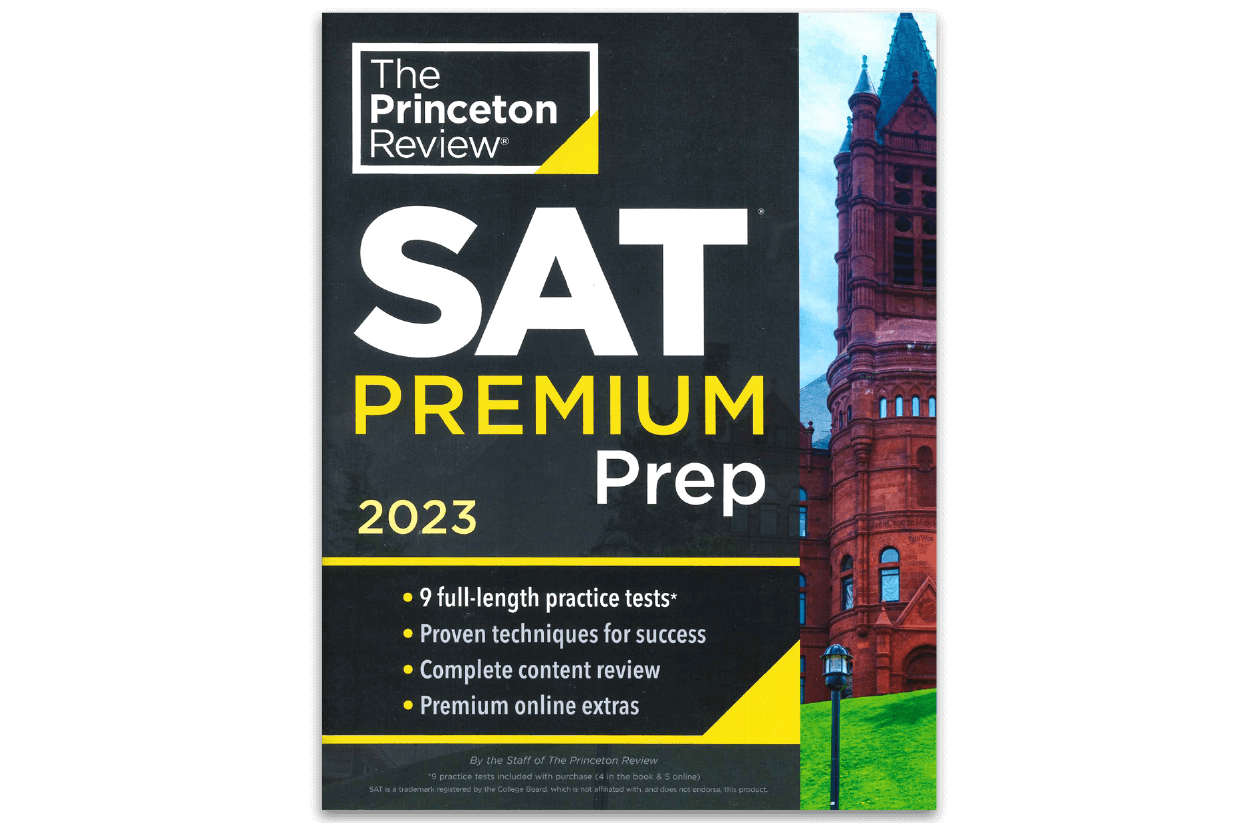 The
Princeton
Review®
SAT®
PREMIUM
Prep
2023
• 9 full-length practice tests*
• Proven techniques for success
• Complete content review
• Premium online extras
By the Staff of The Princeton Review
*9 practice tests included with purchase (4 in the book & 5 online)
SAT is a trademark registered by the College Board, which is not affiliated with, and does not endorse, this product.